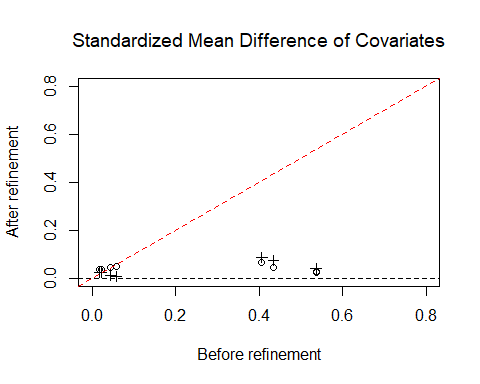 Standardized Mean Difference of Covariates
After refinement
0.8
0.6
0.4
0.2
0.0
0.0 0.2 0.4 0.6 0.8
Before refinement